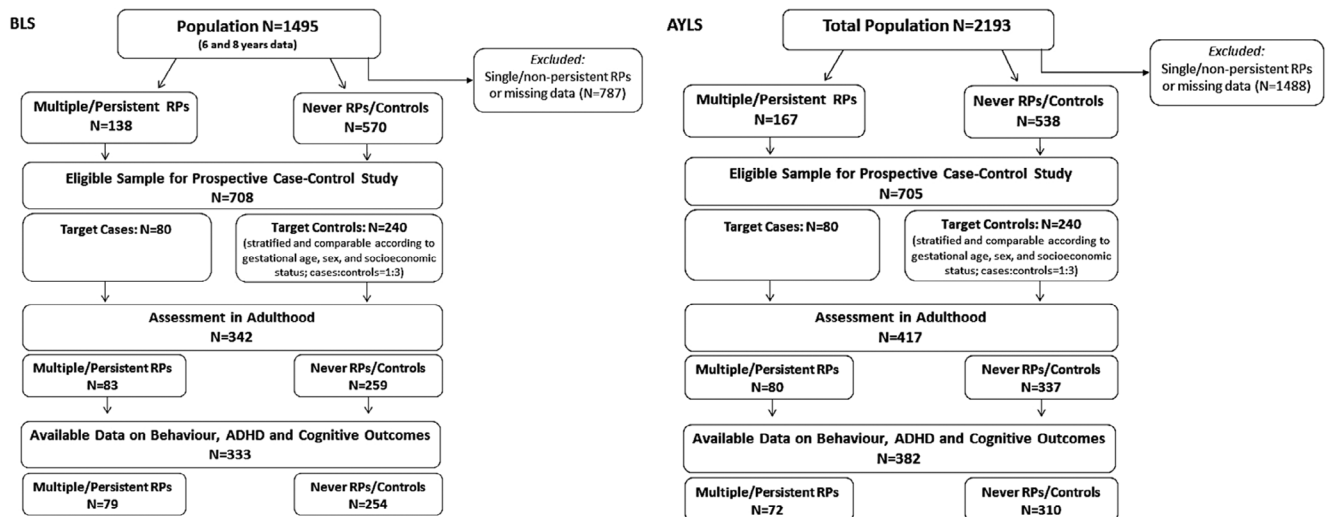 BLS
Population N=1495
(6 and 8 years data)
Excluded:
Single/non-persistent RPs
or missing data (N=787)
Multiple/Persistent RPs
N=138
Never RPs/Controls
N=570
Eligible Sample for Prospective Case-Control Study
N=708
Target Cases: N=80
Target Controls: N=240
(stratified and comparable according to
gestational age, sex, and socioeconomic
status; cases:controls=1:3)
Assessment in Adulthood
N=342
Multiple/Persistent RPs
N=83
Never RPs/Controls
N=259
Available Data on Behaviour, ADHD and Cognitive Outcomes
N=333
Multiple/Persistent RPs
N=79
Never RPs/Controls
N=254
AYLS
Total Population N=2193
Excluded:
Single/non-persistent RPs
or missing data (N=1488)
Multiple/Persistent RPs
N=167
Never RPs/Controls
N=538
Eligible Sample for Prospective Case-Control Study
N=705
Target Cases: N=80
Target Controls: N=240
(stratified and comparable according to
gestational age, sex, and socioeconomic
status; cases:controls=1:3)
Assessment in Adulthood
N=417
Multiple/Persistent RPs
N=80
Never RPs/Controls
N=337
Available Data on Behaviour, ADHD and Cognitive Outcomes
N=382
Multiple/Persistent RPs
N=72
Never RPs/Controls
N=310